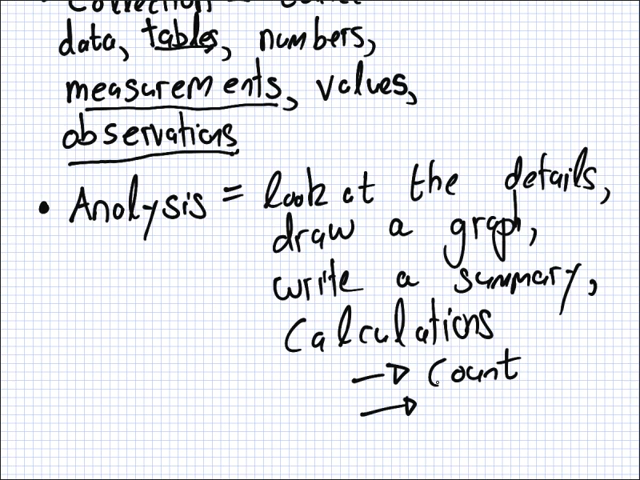 data, tables, numbers,
measurements, values,
observations
• Analysis = look at the details,
draw a graph,
write a summary,
Calculations
→ Count
→